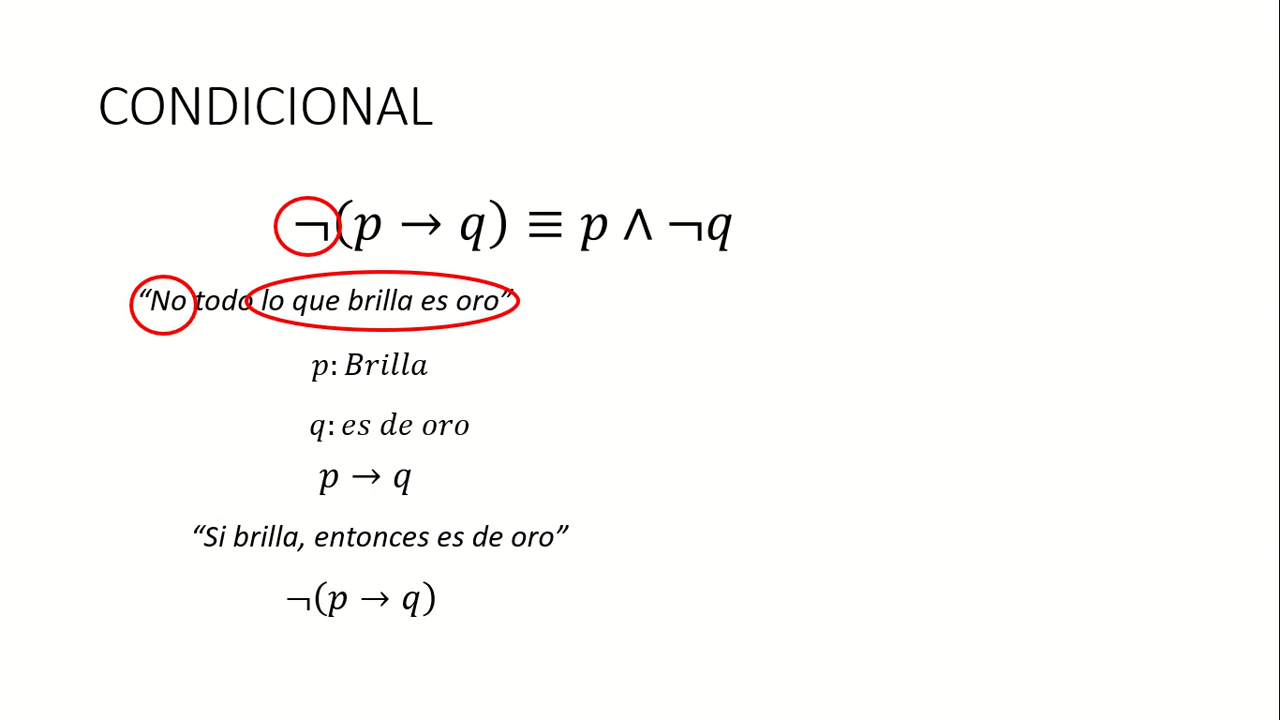 CONDICIONAL
¬(p → q) ≡ p ∧ ¬q
“No todo lo que brilla es oro”
p: Brilla
q: es de oro
p → q
“Si brilla, entonces es de oro”
¬(p → q)